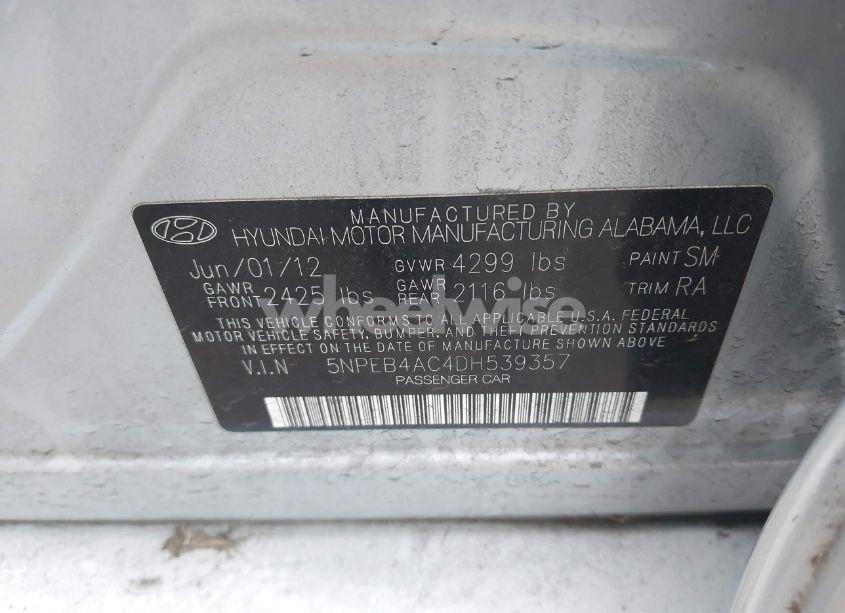 MANUFACTURED BY
HYUNDAI MOTOR MANUFACTURING ALABAMA, LLC
Jun/01/12 GVWR 4299 lbs PAINT SM
GAWR FRONT 2425 lbs GAWR REAR 2116 lbs TRIM RA
THIS VEHICLE CONFORMS TO ALL APPLICABLE U.S.A. FEDERAL
MOTOR VEHICLE SAFETY, BUMPER, AND THEFT PREVENTION STANDARDS
IN EFFECT ON THE DATE OF MANUFACTURE SHOWN ABOVE
V.I.N 5NPEB4AC4DH539357
PASSENGER CAR
wheelwise